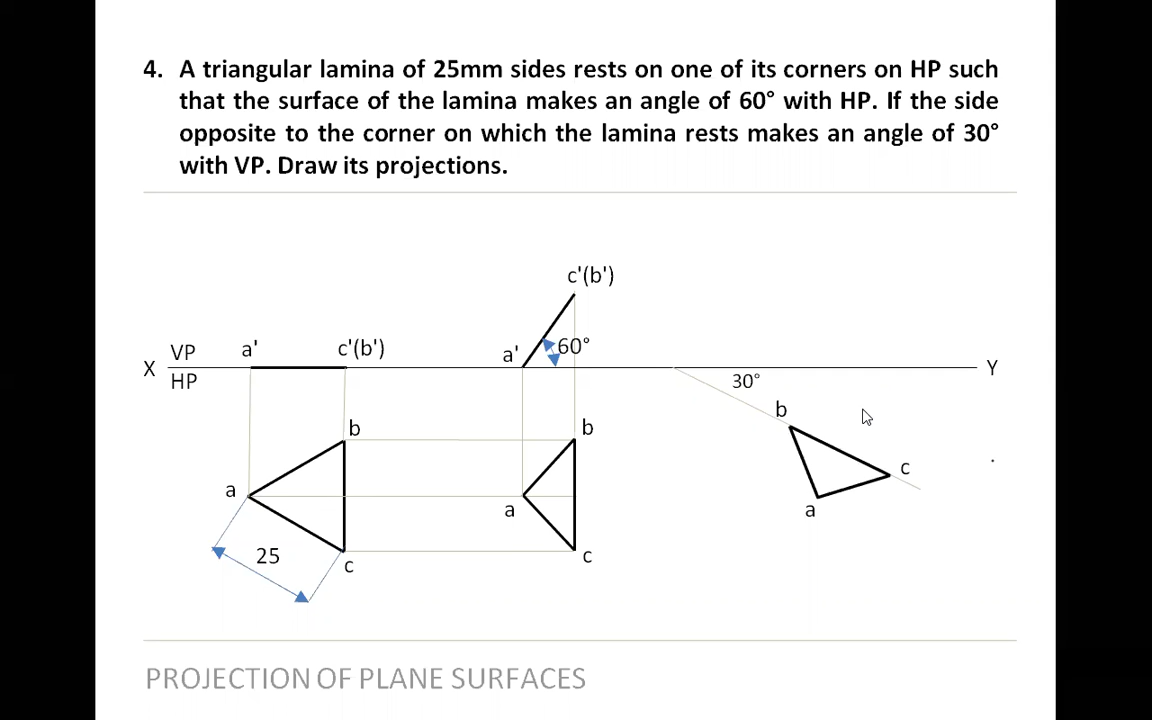 4. A triangular lamina of 25mm sides rests on one of its corners on HP such
that the surface of the lamina makes an angle of 60° with HP. If the side
opposite to the corner on which the lamina rests makes an angle of 30°
with VP. Draw its projections.
c'(b')
X VP a' c'(b') a' 60° Y
HP 30°
b b b
a c
a a
25 c c
PROJECTION OF PLANE SURFACES